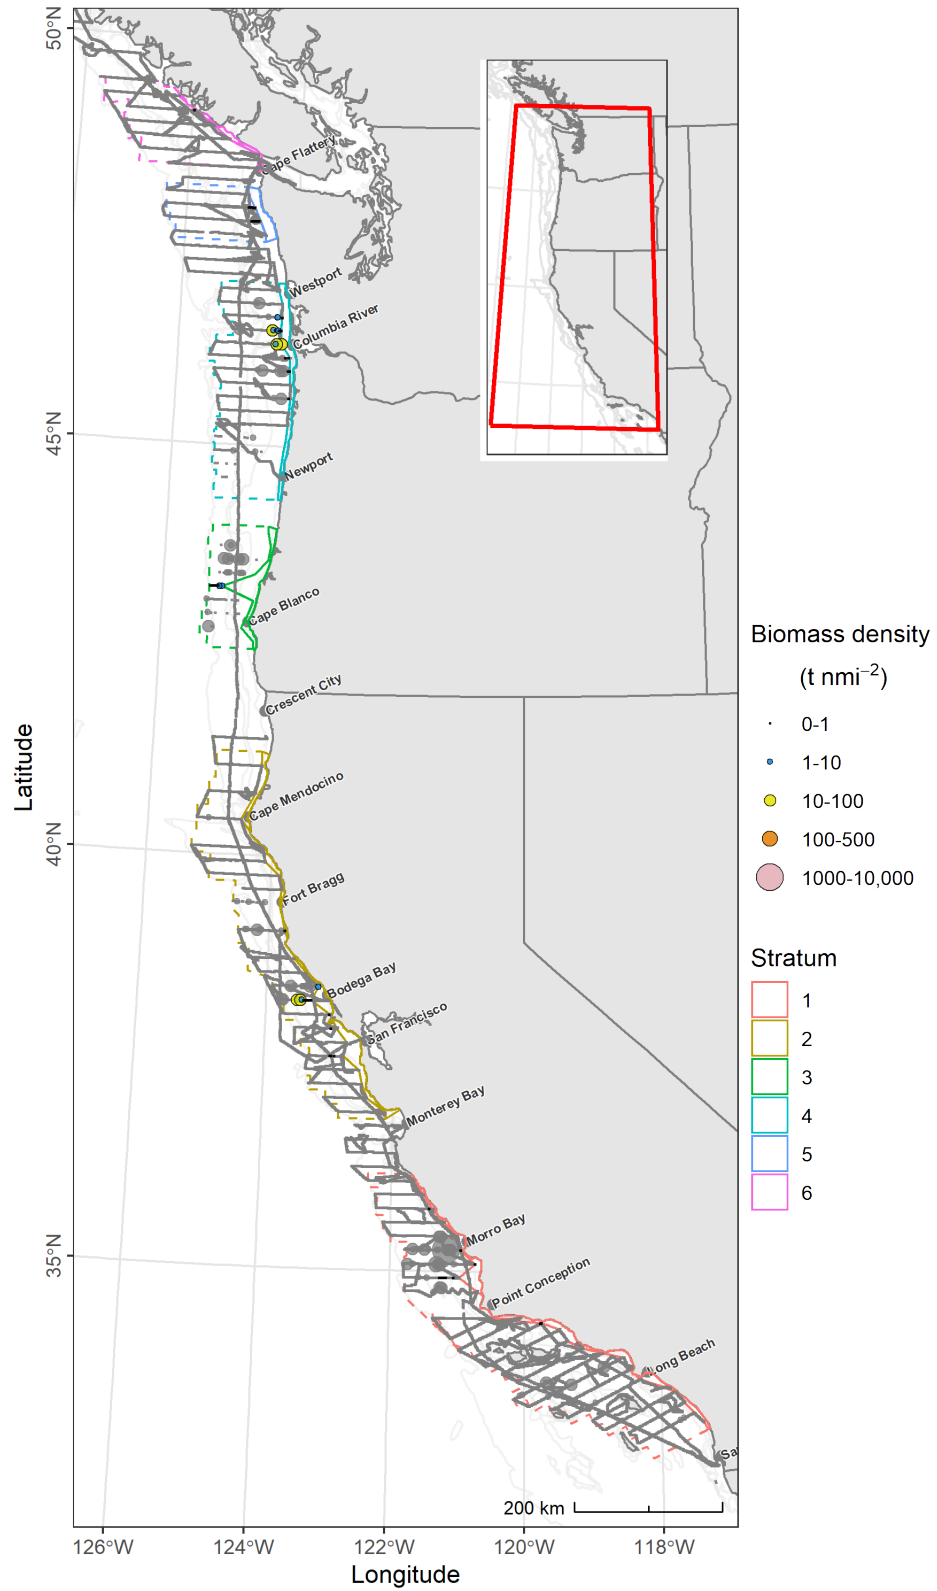 50°N
45°N
40°N
35°N
Latitude
Cape Flattery
Westport
Columbia River
Newport
Cape Blanco
Crescent City
Cape Mendocino
Fort Bragg
Bodega Bay
San Francisco
Monterey Bay
Morro Bay
Point Conception
Long Beach
200 km
126°W
124°W
122°W
120°W
118°W
Longitude
Biomass density
(t nmi⁻²)
0-1
1-10
10-100
100-500
1000-10,000
Stratum
1
2
3
4
5
6